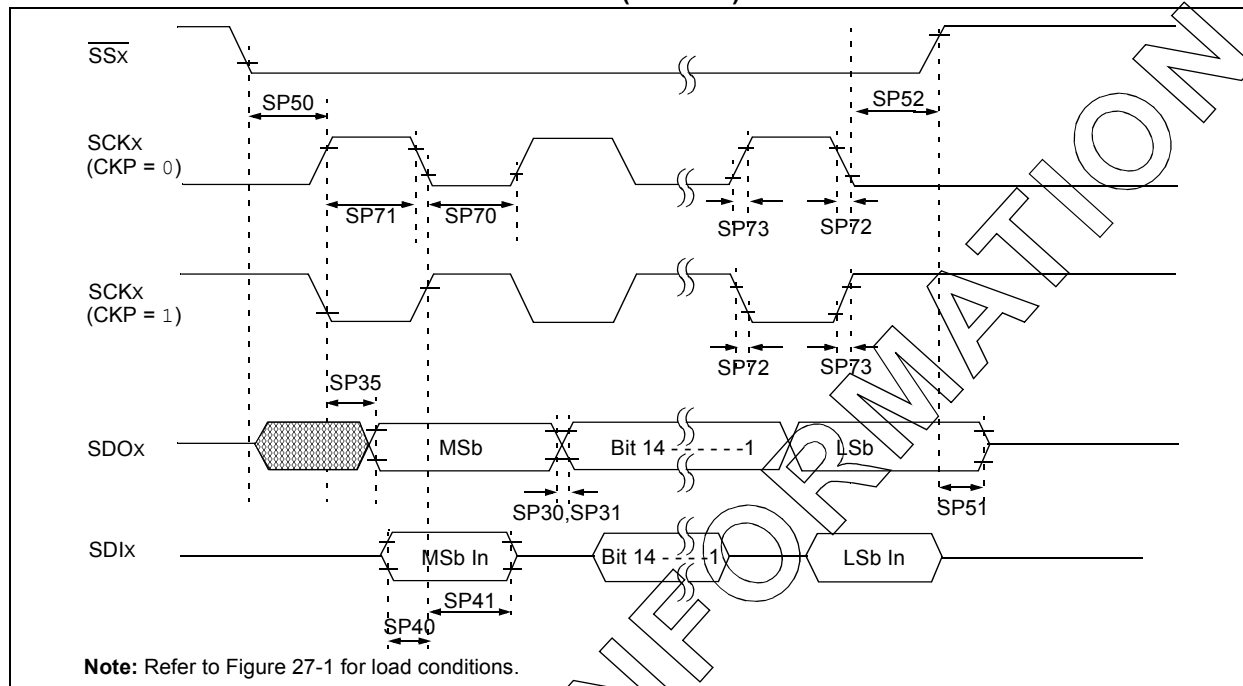 SSx
SP50
SP52
SCKx
(CKP = 0)
SP71
SP70
SP73
SP72
SCKx
(CKP = 1)
SP72
SP73
SP35
SDOx
MSb
Bit 14 - - - - - -1
LSb
SP30,SP31
SP51
SDIx
MSb In
Bit 14 - - - -1
LSb In
SP41
SP40
Note: Refer to Figure 27-1 for load conditions.
INFORMATION